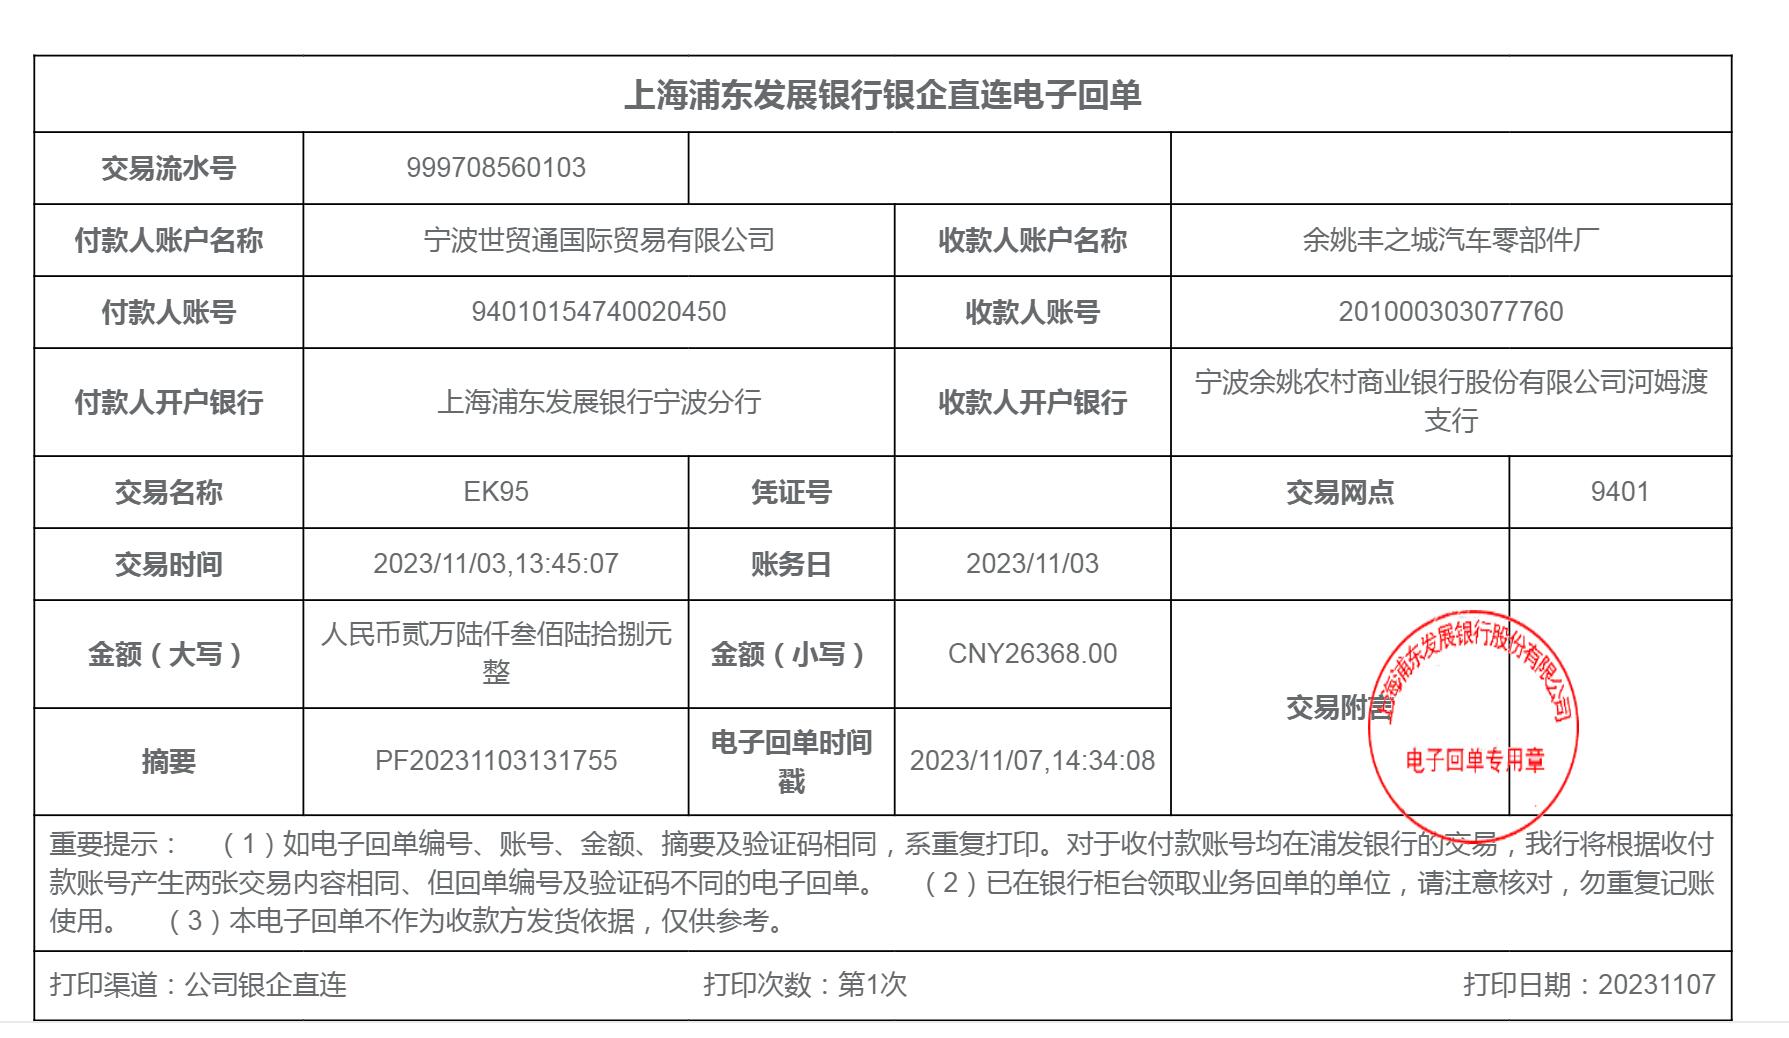 上海浦东发展银行银企直连电子回单
交易流水号 999708560103
付款人账户名称 宁波世贸通国际贸易有限公司 收款人账户名称 余姚丰之城汽车零部件厂
付款人账号 94010154740020450 收款人账号 201000303077760
付款人开户银行 上海浦东发展银行宁波分行 收款人开户银行 宁波余姚农村商业银行股份有限公司河姆渡
支行
交易名称 EK95 凭证号 交易网点 9401
交易时间 2023/11/03,13:45:07 账务日 2023/11/03
金额（大写） 人民币贰万陆仟叁佰陆拾捌元
整
金额（小写） CNY26368.00
交易附言
上海浦东发展银行股份有限公司
电子回单专用章
摘要 PF20231103131755 电子回单时间
戳
2023/11/07,14:34:08
重要提示： （1）如电子回单编号、账号、金额、摘要及验证码相同，系重复打印。对于收付款账号均在浦发银行的交易，我行将根据收付
款账号产生两张交易内容相同、但回单编号及验证码不同的电子回单。 （2）已在银行柜台领取业务回单的单位，请注意核对，勿重复记账
使用。 （3）本电子回单不作为收款方发货依据，仅供参考。
打印渠道：公司银企直连 打印次数：第1次 打印日期：20231107